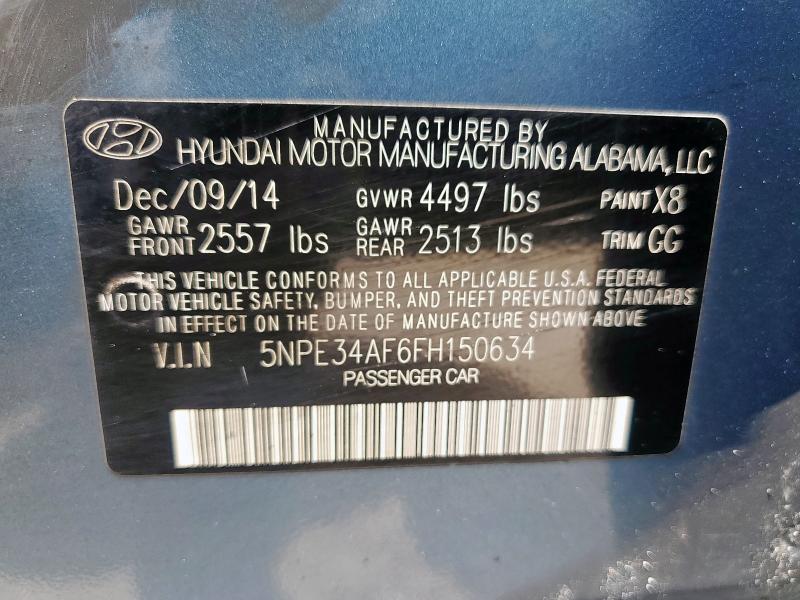 MANUFACTURED BY
HYUNDAI MOTOR MANUFACTURING ALABAMA, LLC
Dec/09/14 GVWR 4497 lbs PAINT X8
GAWR FRONT 2557 lbs GAWR REAR 2513 lbs TRIM GG
THIS VEHICLE CONFORMS TO ALL APPLICABLE U.S.A. FEDERAL
MOTOR VEHICLE SAFETY, BUMPER, AND THEFT PREVENTION STANDARDS
IN EFFECT ON THE DATE OF MANUFACTURE SHOWN ABOVE.
V.I.N 5NPE34AF6FH150634
PASSENGER CAR